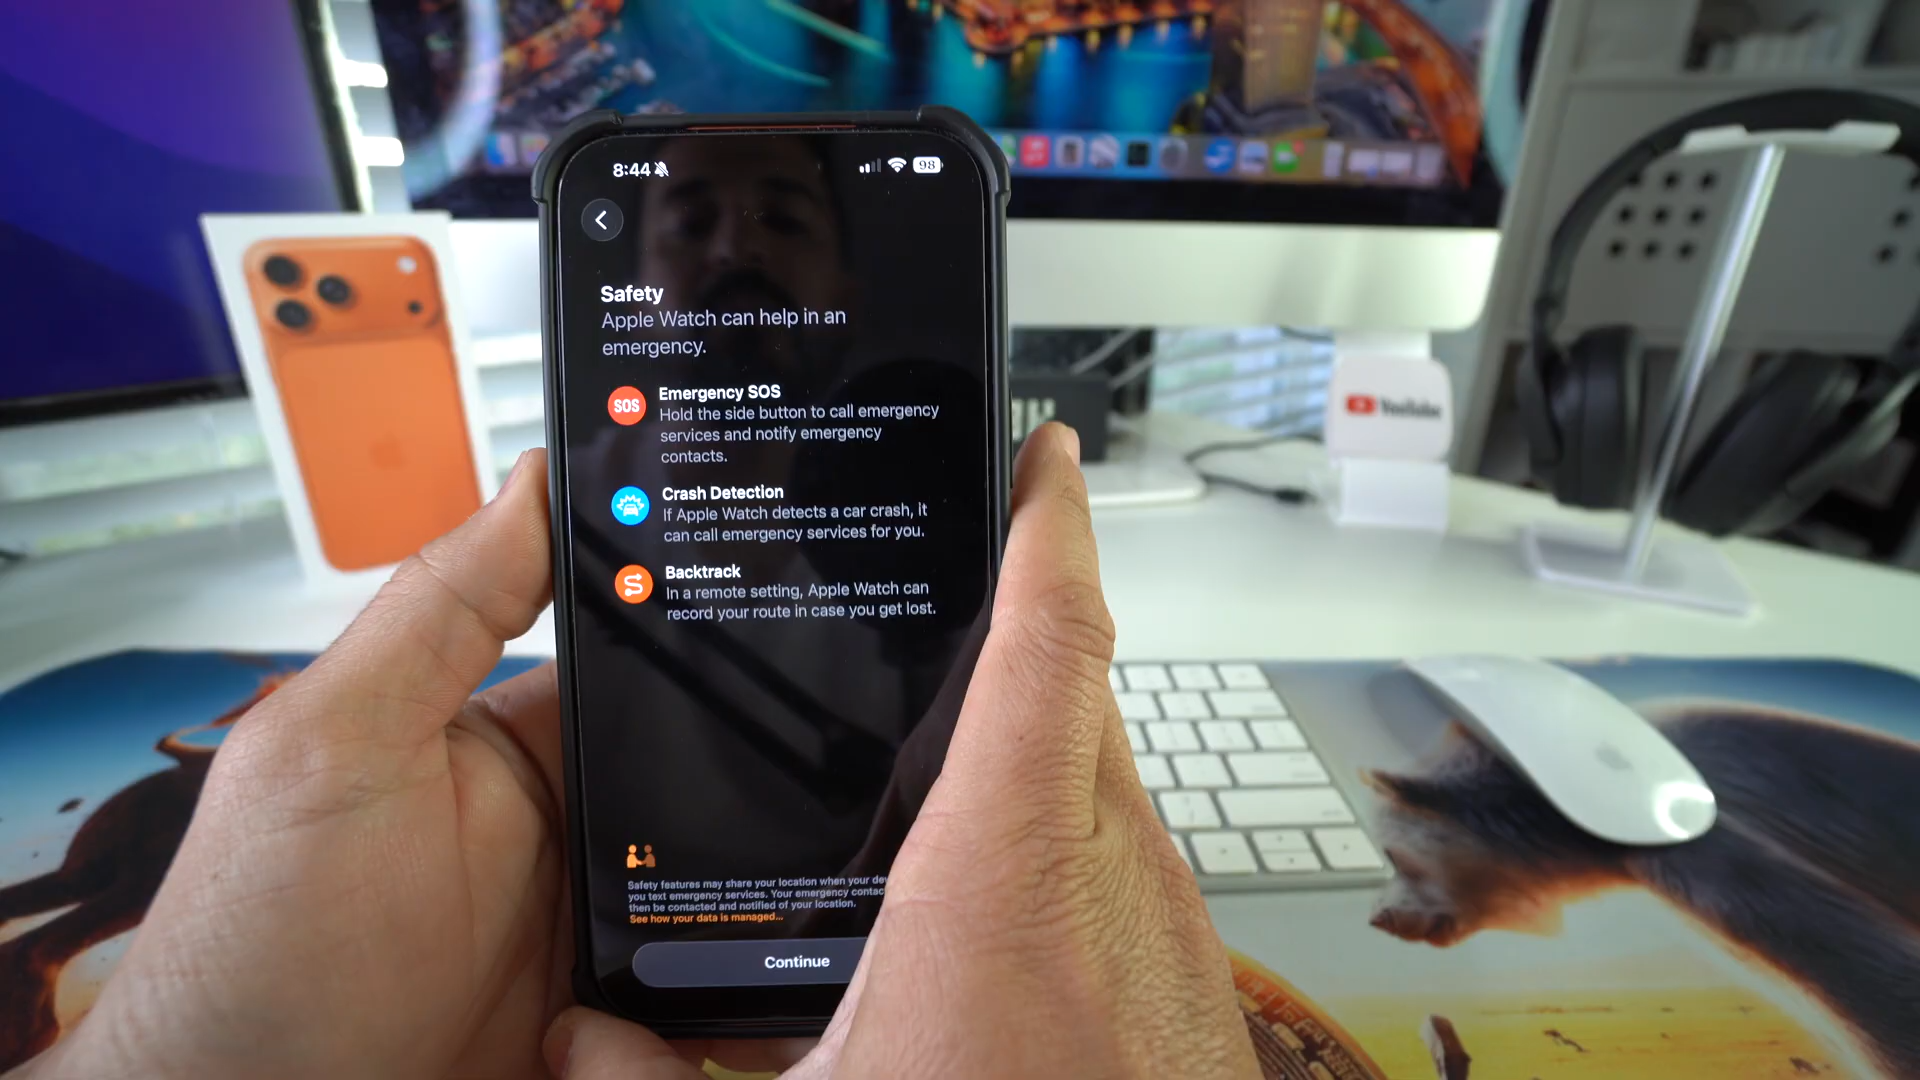 8:44
98
Safety
Apple Watch can help in an
emergency.
SOS
Emergency SOS
Hold the side button to call emergency
services and notify emergency
contacts.
Crash Detection
If Apple Watch detects a car crash, it
can call emergency services for you.
Backtrack
In a remote setting, Apple Watch can
record your route in case you get lost.
Safety features may share your location when your
you text emergency services. Your emergency
then be contacted and notified of your location.
See how your data is managed...
Continue
YouTube